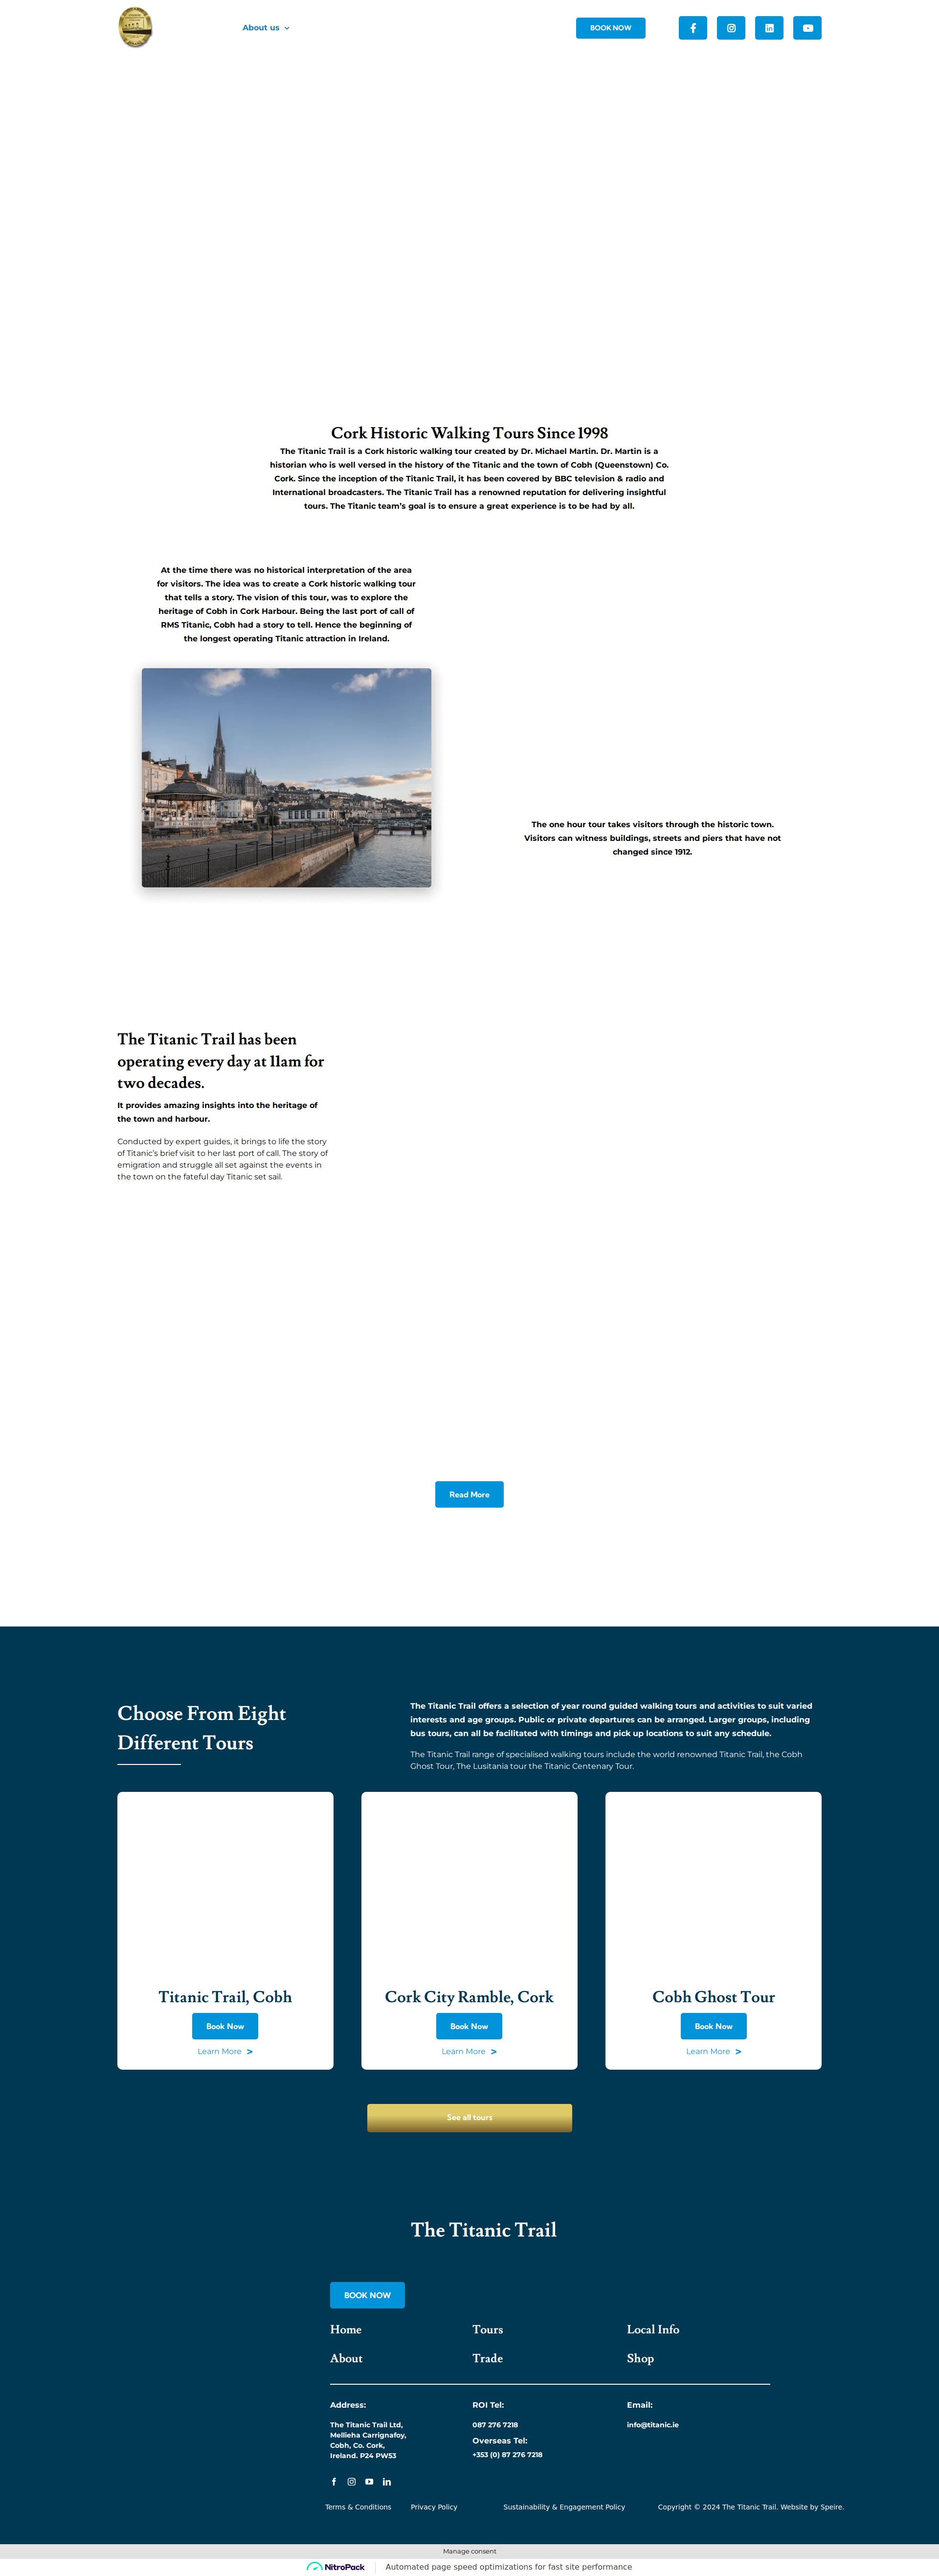 About us
BOOK NOW
Cork Historic Walking Tours Since 1998
The Titanic Trail is a Cork historic walking tour created by Dr. Michael Martin. Dr. Martin is a
historian who is well versed in the history of the Titanic and the town of Cobh (Queenstown) Co.
Cork. Since the inception of the Titanic Trail, it has been covered by BBC television & radio and
International broadcasters. The Titanic Trail has a renowned reputation for delivering insightful
tours. The Titanic team’s goal is to ensure a great experience is to be had by all.
At the time there was no historical interpretation of the area
for visitors. The idea was to create a Cork historic walking tour
that tells a story. The vision of this tour, was to explore the
heritage of Cobh in Cork Harbour. Being the last port of call of
RMS Titanic, Cobh had a story to tell. Hence the beginning of
the longest operating Titanic attraction in Ireland.
The one hour tour takes visitors through the historic town.
Visitors can witness buildings, streets and piers that have not
changed since 1912.
The Titanic Trail has been
operating every day at 11am for
two decades.
It provides amazing insights into the heritage of
the town and harbour.
Conducted by expert guides, it brings to life the story
of Titanic’s brief visit to her last port of call. The story of
emigration and struggle all set against the events in
the town on the fateful day Titanic set sail.
Read More
Choose From Eight
Different Tours
The Titanic Trail offers a selection of year round guided walking tours and activities to suit varied
interests and age groups. Public or private departures can be arranged. Larger groups, including
bus tours, can all be facilitated with timings and pick up locations to suit any schedule.
The Titanic Trail range of specialised walking tours include the world renowned Titanic Trail, the Cobh
Ghost Tour, The Lusitania tour the Titanic Centenary Tour.
Titanic Trail, Cobh
Book Now
Learn More >
Cork City Ramble, Cork
Book Now
Learn More >
Cobh Ghost Tour
Book Now
Learn More >
See all tours
The Titanic Trail
BOOK NOW
Home
Tours
Local Info
About
Trade
Shop
Address:
The Titanic Trail Ltd,
Mellieha Carrignafoy,
Cobh, Co. Cork,
Ireland. P24 PW53
ROI Tel:
087 276 7218
Overseas Tel:
+353 (0) 87 276 7218
Email:
info@titanic.ie
Terms & Conditions
Privacy Policy
Sustainability & Engagement Policy
Copyright © 2024 The Titanic Trail. Website by Speire.
Manage consent
NitroPack
Automated page speed optimizations for fast site performance